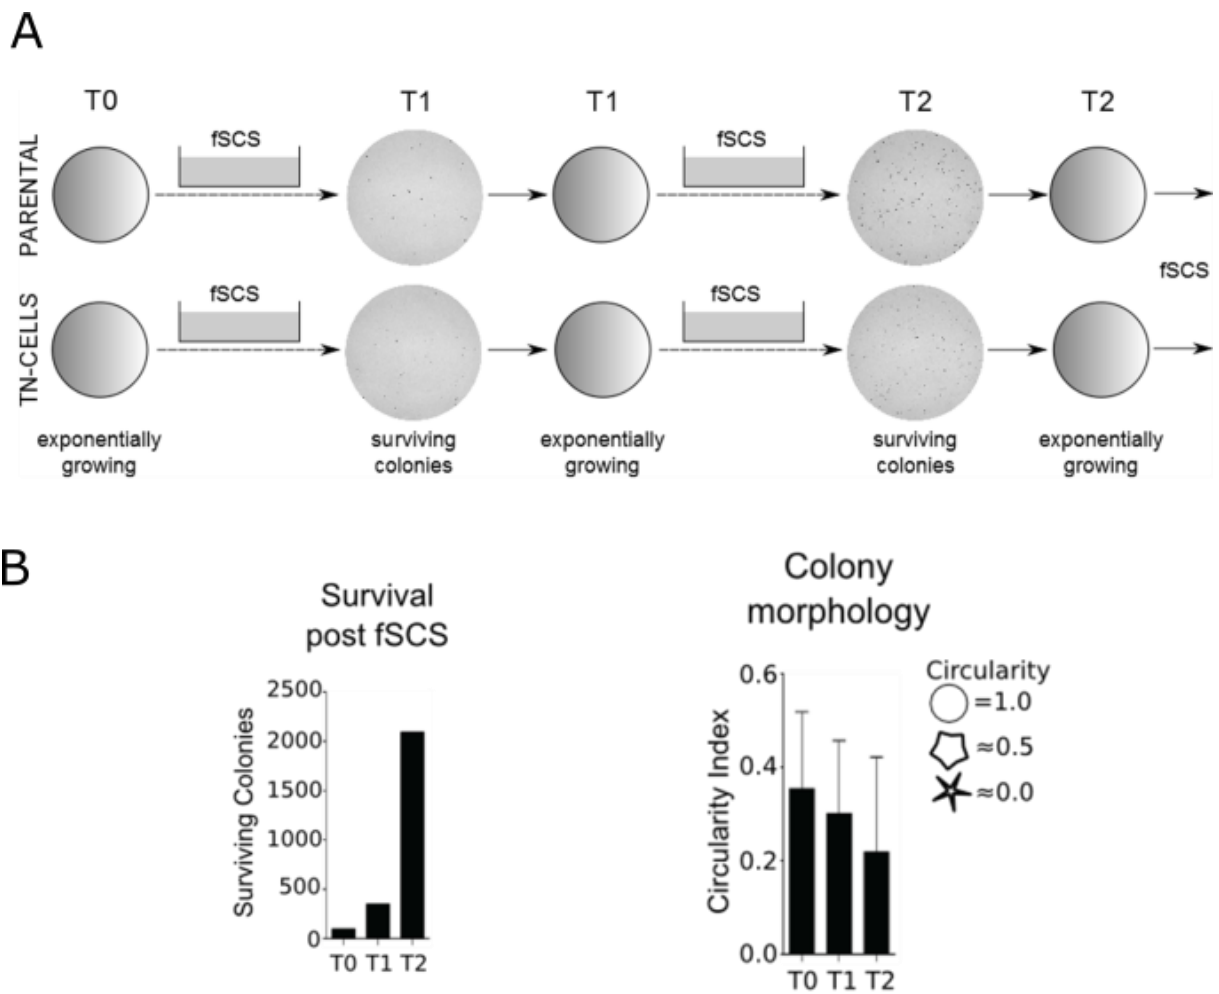 A
T0
T1
T1
T2
T2
PARENTAL
fSCS
fSCS
fSCS
TN-CELLS
fSCS
fSCS
exponentially
growing
surviving
colonies
exponentially
growing
surviving
colonies
exponentially
growing
B
Survival
post fSCS
Surviving Colonies
2500
2000
1500
1000
500
0
T0 T1 T2
Colony
morphology
Circularity Index
0.6
0.4
0.2
0.0
T0 T1 T2
Circularity
=1.0
≈0.5
≈0.0